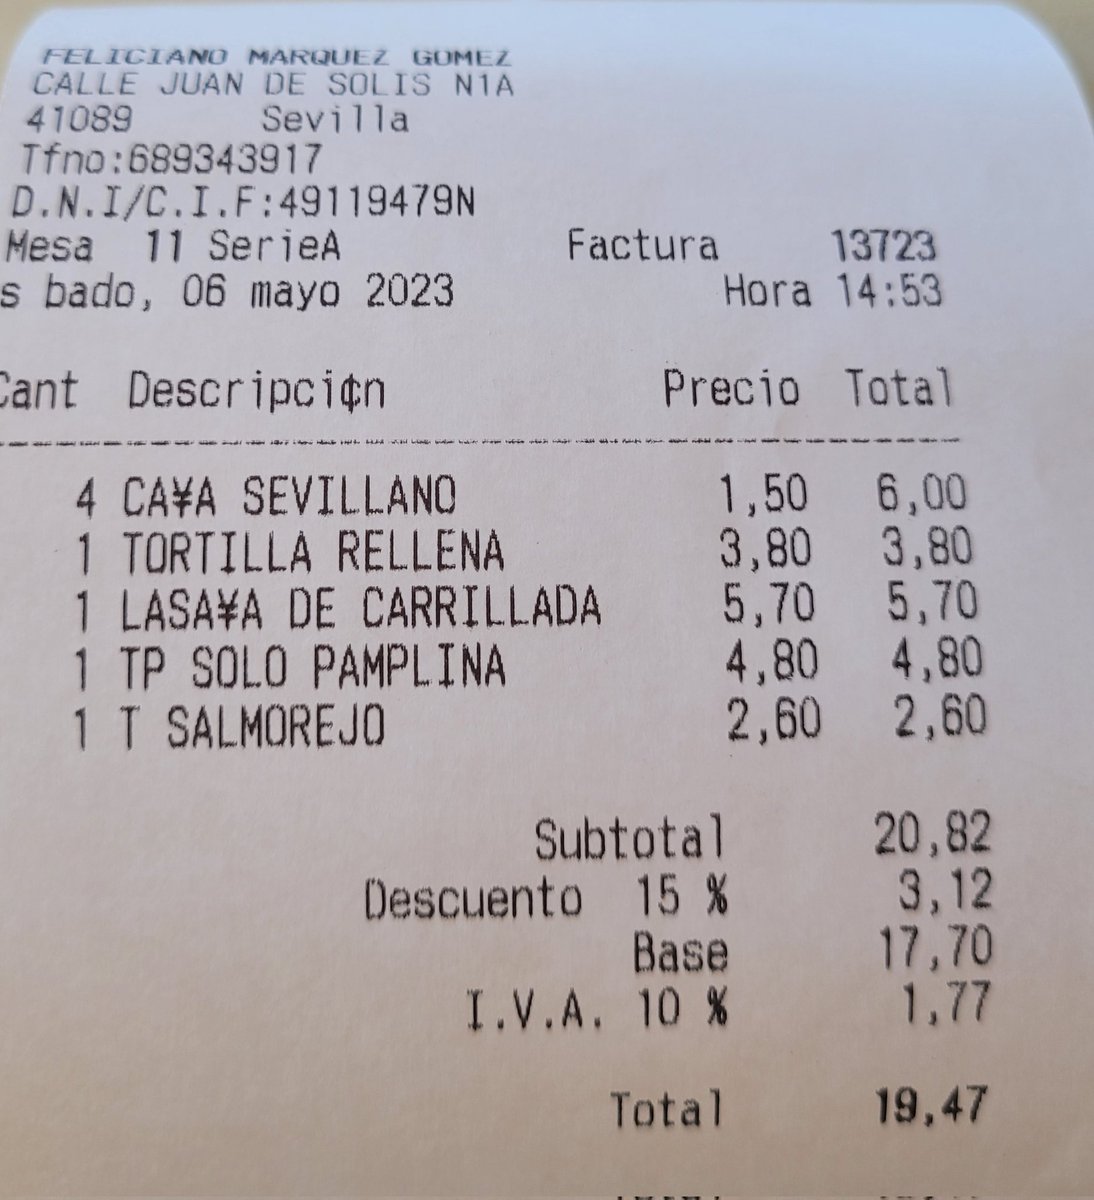 FELICIANO MARQUEZ GOMEZ
CALLE JUAN DE SOLIS N1A
41089 Sevilla
Tfno:689343917
D.N.I/C.I.F:49119479N
Mesa 11 SerieA Factura 13723
s bado, 06 mayo 2023 Hora 14:53
Cant Descripci¢n Precio Total
4 CA¥A SEVILLANO 1,50 6,00
1 TORTILLA RELLENA 3,80 3,80
1 LASA¥A DE CARRILLADA 5,70 5,70
1 TP SOLO PAMPLINA 4,80 4,80
1 T SALMOREJO 2,60 2,60
Subtotal 20,82
Descuento 15 % 3,12
Base 17,70
I.V.A. 10 % 1,77
Total 19,47